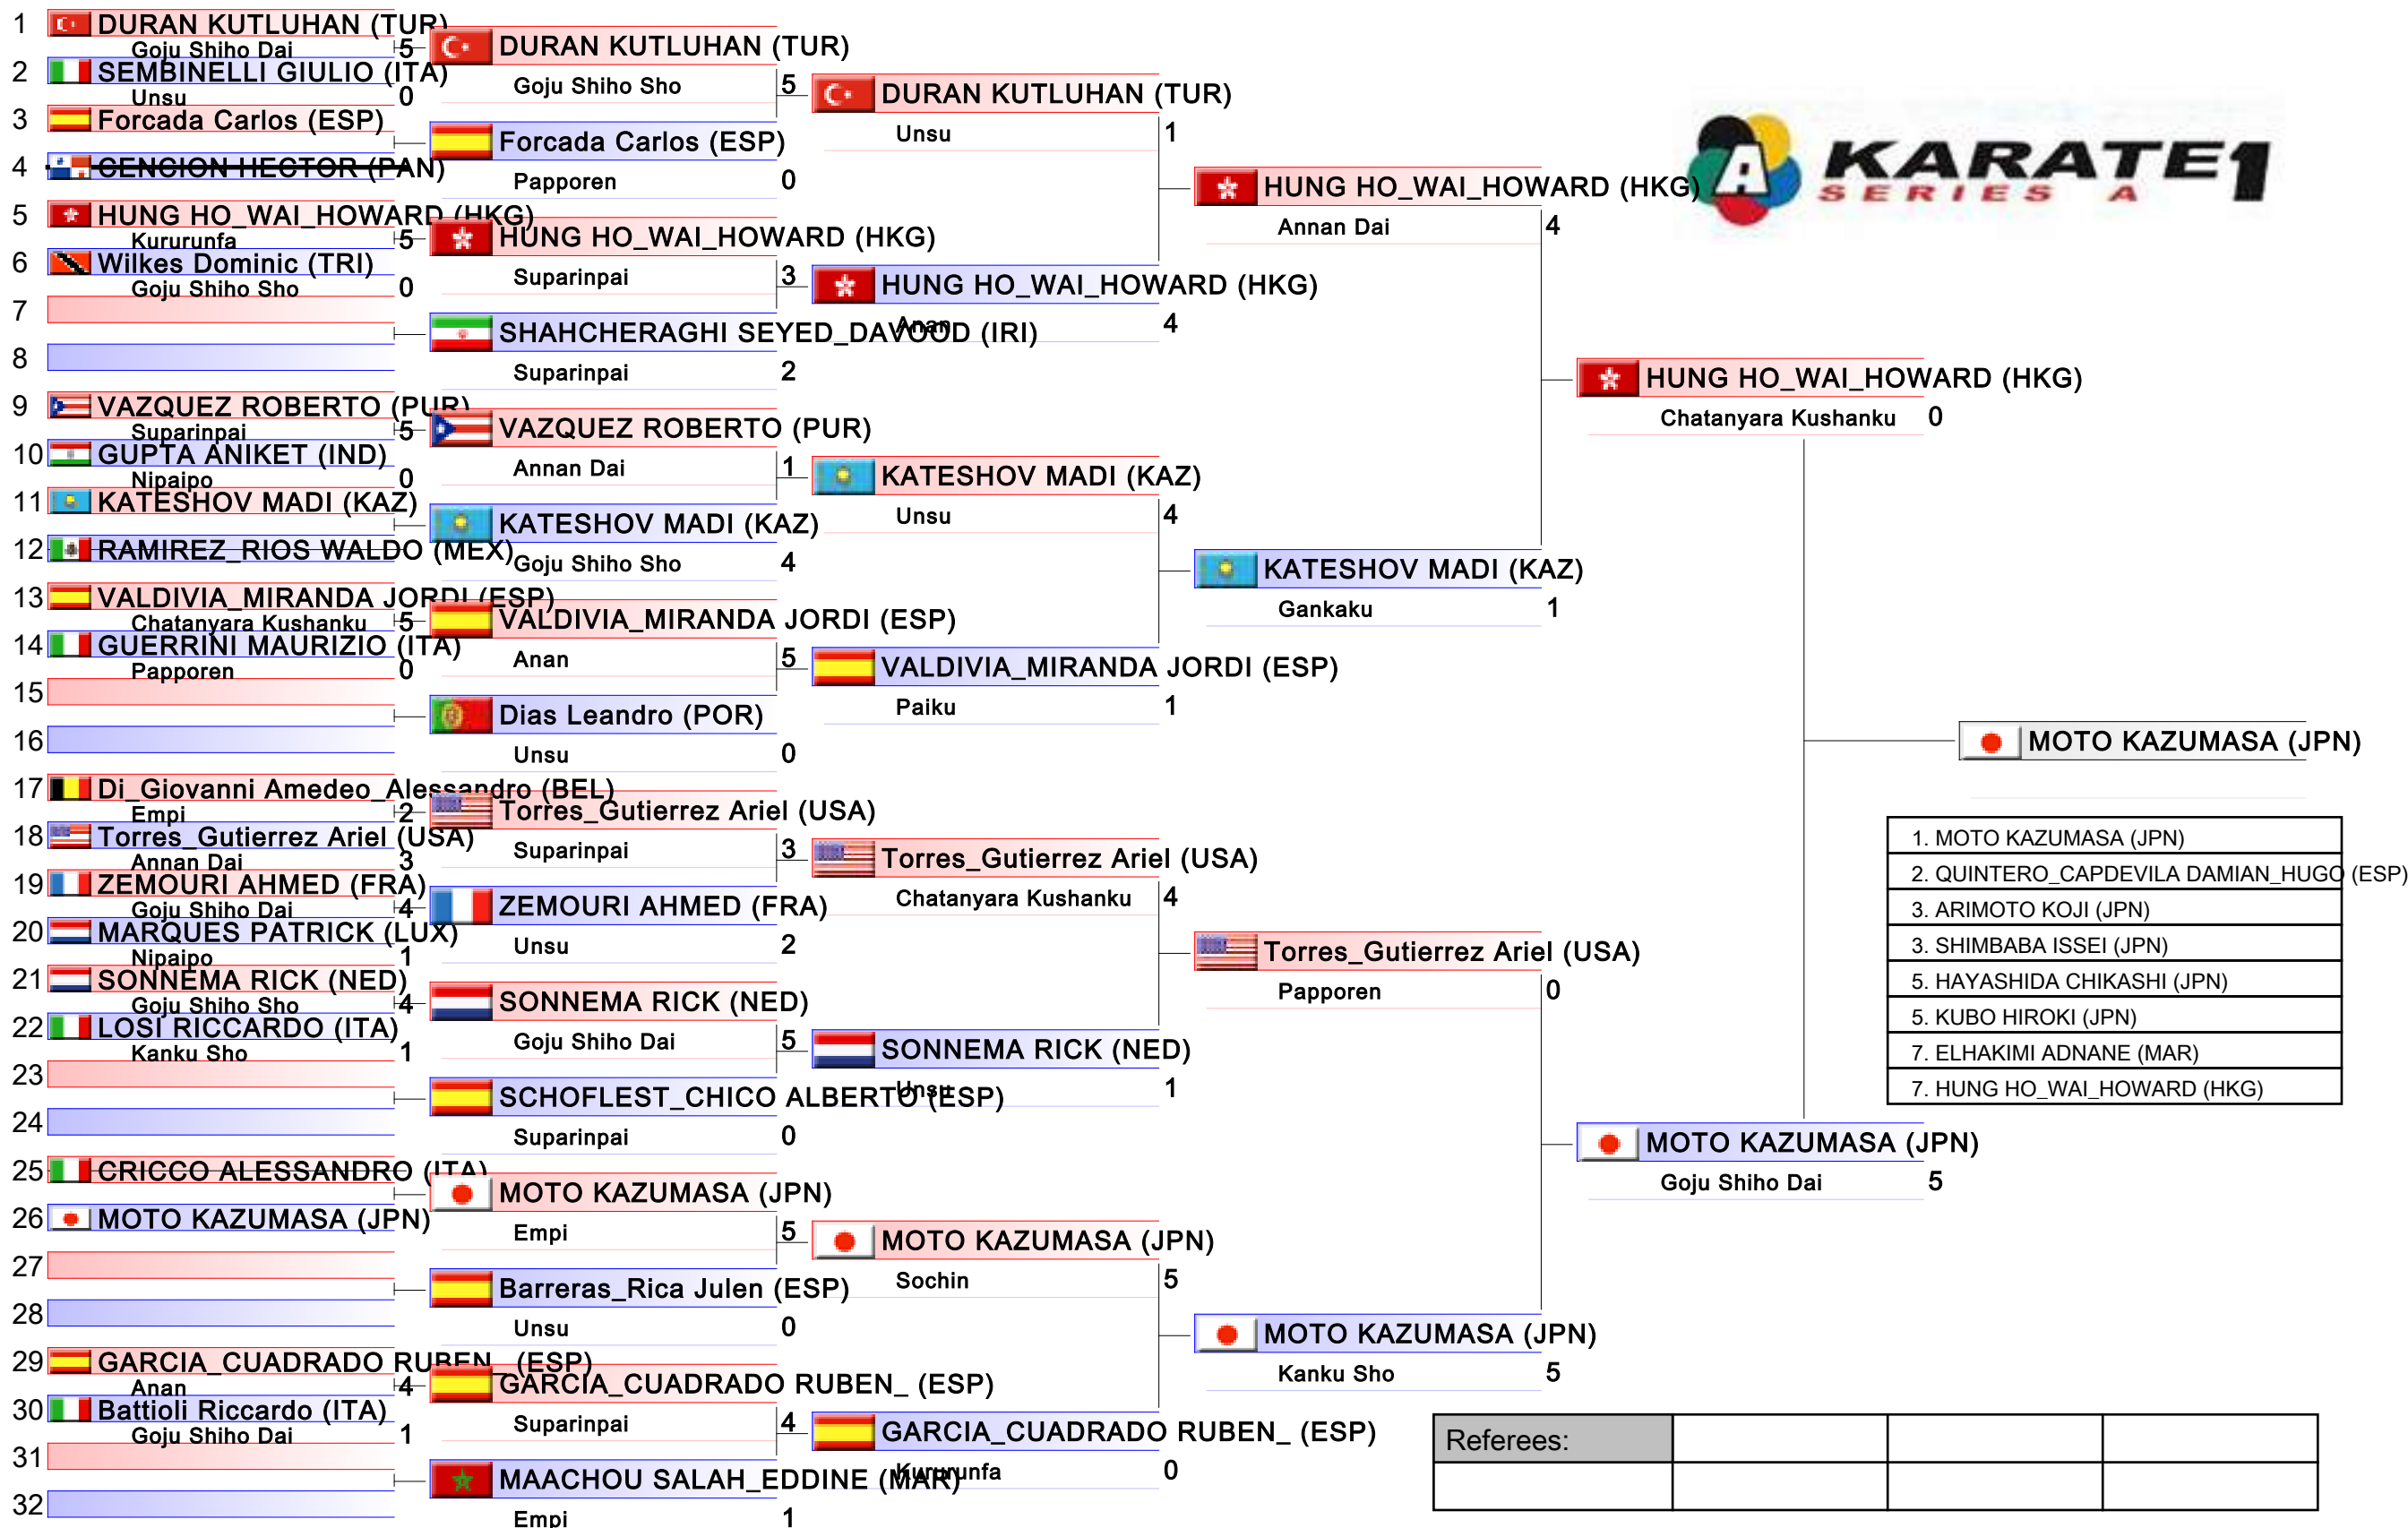 1 DURAN KUTLUHAN (TUR)
Goju Shiho Dai 5
2 SEMBINELLI GIULIO (ITA)
Unsu 0
3 Forcada Carlos (ESP)
4 CENCION HECTOR (PAN)
5 HUNG HO_WAI_HOWARD (HKG)
Kururunfa 5
6 Wilkes Dominic (TRI)
Goju Shiho Sho 0
7
8
9 VAZQUEZ ROBERTO (PUR)
Suparinpai 5
10 GUPTA ANIKET (IND)
Nipaipo 0
11 KATESHOV MADI (KAZ)
12 RAMIREZ_RIOS WALDO (MEX)
13 VALDIVIA_MIRANDA JORDI (ESP)
Chatanyara Kushanku 5
14 GUERRINI MAURIZIO (ITA)
Papporen 0
15
16
17 Di_Giovanni Amedeo_Alessandro (BEL)
Empi 2
18 Torres_Gutierrez Ariel (USA)
Annan Dai 3
19 ZEMOURI AHMED (FRA)
Goju Shiho Dai 4
20 MARQUES PATRICK (LUX)
Nipaipo 1
21 SONNEMA RICK (NED)
Goju Shiho Sho 4
22 LOSI RICCARDO (ITA)
Kanku Sho 1
23
24
25 CRICCO ALESSANDRO (ITA)
26 MOTO KAZUMASA (JPN)
27
28
29 GARCIA_CUADRADO RUBEN_ (ESP)
Anan 4
30 Battioli Riccardo (ITA)
Goju Shiho Dai 1
31
32
DURAN KUTLUHAN (TUR)
Goju Shiho Sho 5
Forcada Carlos (ESP)
Papporen 0
HUNG HO_WAI_HOWARD (HKG)
Suparinpai 3
SHAHCHERAGHI SEYED_DAVOOD (IRI)
Suparinpai 2
VAZQUEZ ROBERTO (PUR)
Annan Dai 1
KATESHOV MADI (KAZ)
Goju Shiho Sho 4
VALDIVIA_MIRANDA JORDI (ESP)
Anan 5
Dias Leandro (POR)
Unsu 0
Torres_Gutierrez Ariel (USA)
Suparinpai 3
ZEMOURI AHMED (FRA)
Unsu 2
SONNEMA RICK (NED)
Goju Shiho Dai 5
SCHOFLEST_CHICO ALBERTO (ESP)
Suparinpai 0
MOTO KAZUMASA (JPN)
Empi 5
Barreras_Rica Julen (ESP)
Unsu 0
GARCIA_CUADRADO RUBEN_ (ESP)
Suparinpai 4
MAACHOU SALAH_EDDINE (MAR)
Empi 1
DURAN KUTLUHAN (TUR)
Unsu 1
HUNG HO_WAI_HOWARD (HKG)
Anan 4
KATESHOV MADI (KAZ)
Unsu 4
VALDIVIA_MIRANDA JORDI (ESP)
Paiku 1
Torres_Gutierrez Ariel (USA)
Chatanyara Kushanku 4
SONNEMA RICK (NED)
Unsu 1
MOTO KAZUMASA (JPN)
Sochin 5
GARCIA_CUADRADO RUBEN_ (ESP)
Kururunfa 0
HUNG HO_WAI_HOWARD (HKG)
Annan Dai 4
KATESHOV MADI (KAZ)
Gankaku 1
Torres_Gutierrez Ariel (USA)
Papporen 0
MOTO KAZUMASA (JPN)
Kanku Sho 5
HUNG HO_WAI_HOWARD (HKG)
Chatanyara Kushanku 0
MOTO KAZUMASA (JPN)
Goju Shiho Dai 5
KARATE1
SERIES A
MOTO KAZUMASA (JPN)
1. MOTO KAZUMASA (JPN)
2. QUINTERO_CAPDEVILA DAMIAN_HUGO (ESP)
3. ARIMOTO KOJI (JPN)
3. SHIMBABA ISSEI (JPN)
5. HAYASHIDA CHIKASHI (JPN)
5. KUBO HIROKI (JPN)
7. ELHAKIMI ADNANE (MAR)
7. HUNG HO_WAI_HOWARD (HKG)
Referees: